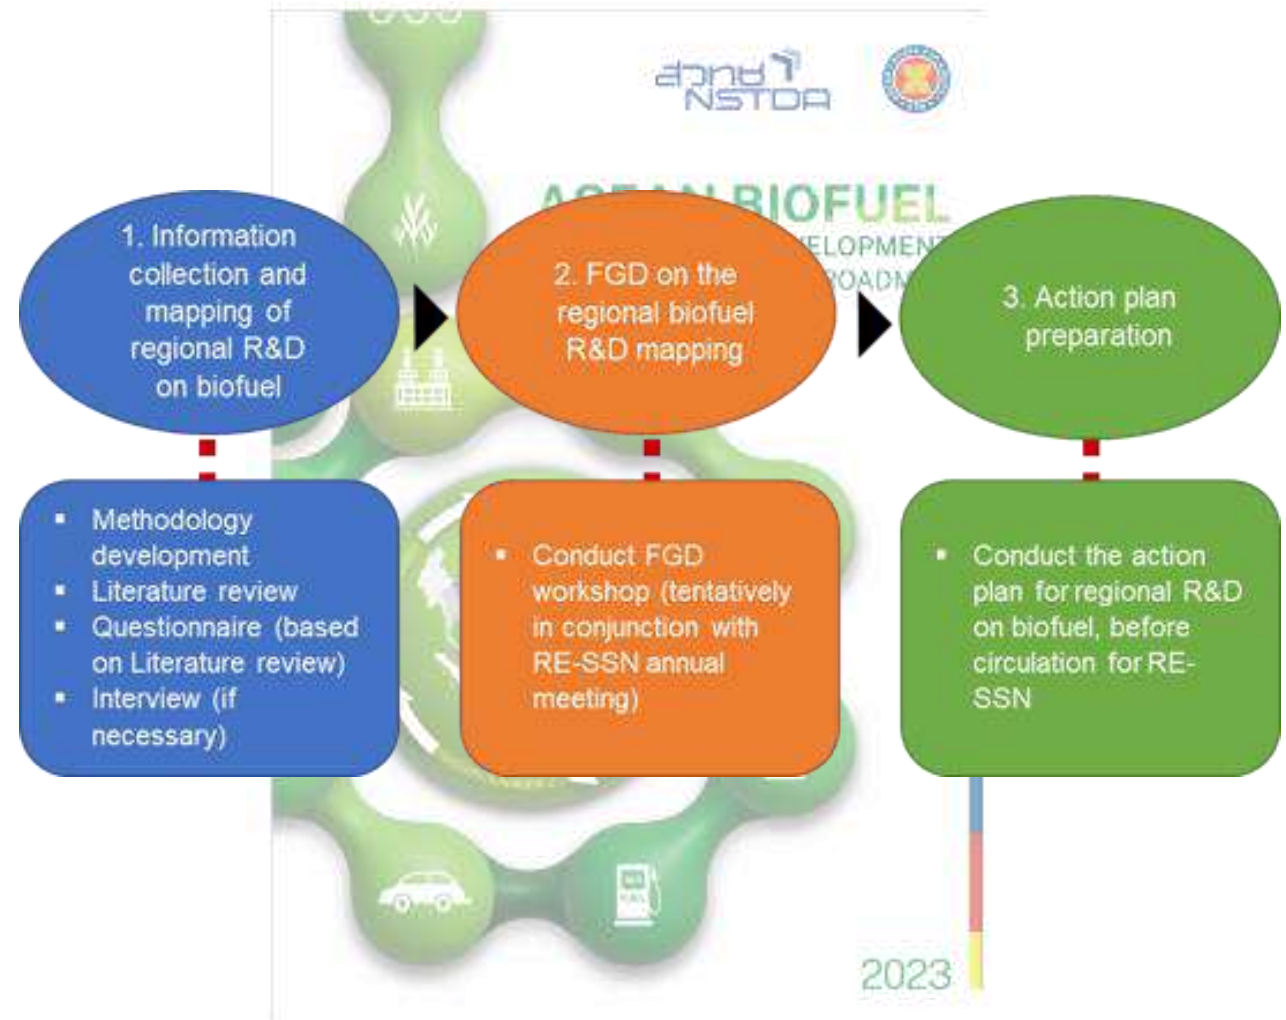 NSTDA
ASEAN BIOFUEL
1. Information
collection and
mapping of
regional R&D
on biofuel
2. FGD on the
regional biofuel
R&D mapping
3. Action plan
preparation
▪ Methodology
development
▪ Literature review
▪ Questionnaire (based
on Literature review)
▪ Interview (if
necessary)
▪ Conduct FGD
workshop (tentatively
in conjunction with
RE-SSN annual
meeting)
▪ Conduct the action
plan for regional R&D
on biofuel, before
circulation for RE-
SSN
2023